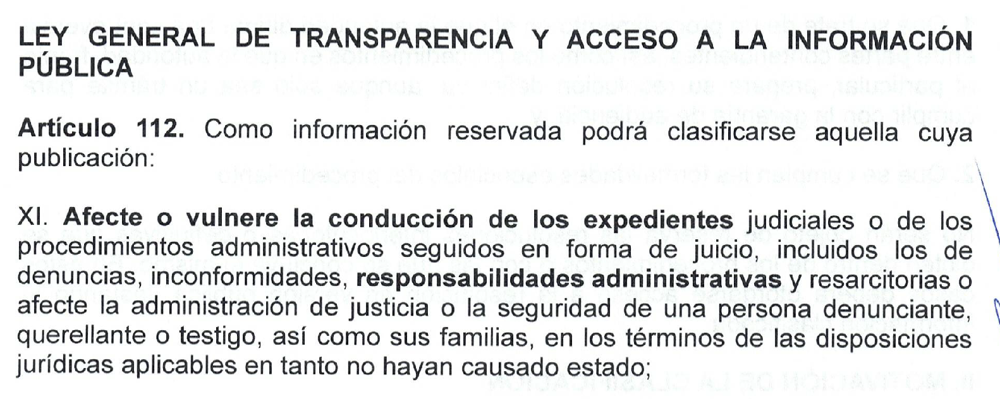 LEY GENERAL DE TRANSPARENCIA Y ACCESO A LA INFORMACIÓN
PÚBLICA
Artículo 112. Como información reservada podrá clasificarse aquella cuya
publicación:
XI. Afecte o vulnere la conducción de los expedientes judiciales o de los
procedimientos administrativos seguidos en forma de juicio, incluidos los de
denuncias, inconformidades, responsabilidades administrativas y resarcitorias o
afecte la administración de justicia o la seguridad de una persona denunciante,
querellante o testigo, así como sus familias, en los términos de las disposiciones
jurídicas aplicables en tanto no hayan causado estado;